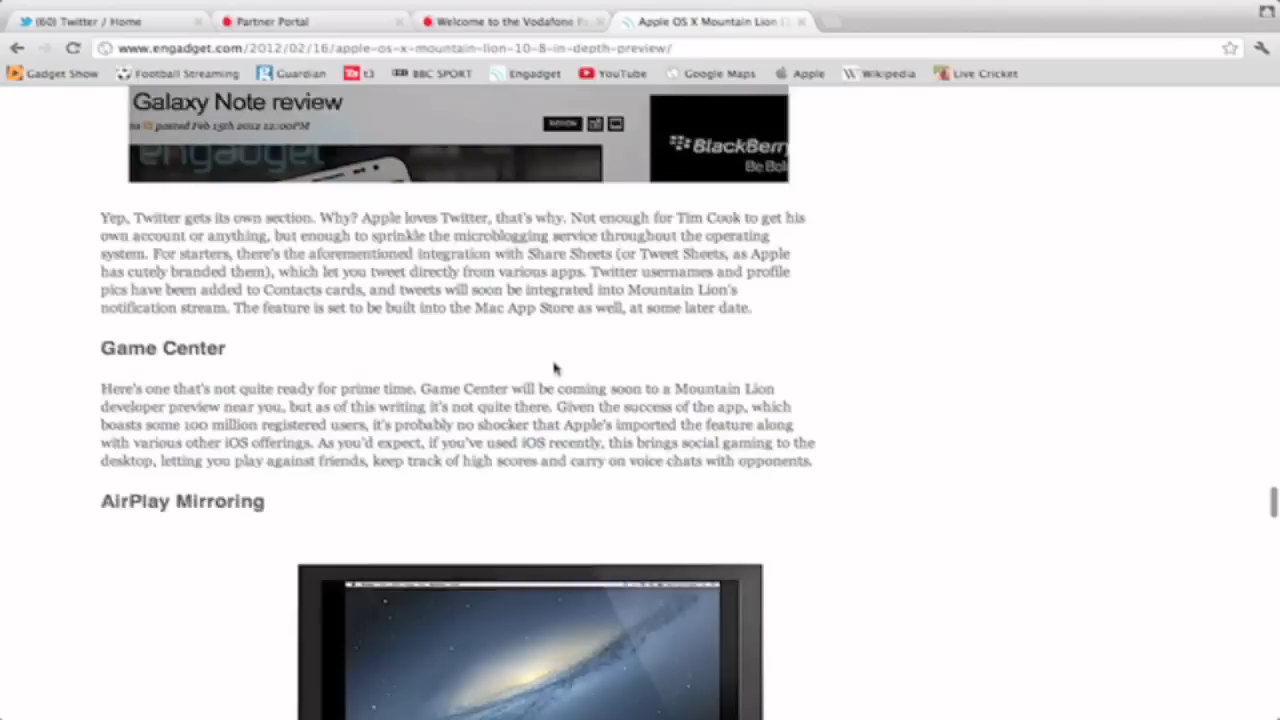 (60) Twitter / Home
Partner Portal
Welcome to the Vodafone
Apple OS X Mountain Lion
www.engadget.com/2012/02/16/apple-os-x-mountain-lion-10-8-in-depth-preview/
Gadget Show
Football Streaming
Guardian
t3
BBC SPORT
Engadget
YouTube
Google Maps
Apple
Wikipedia
Live Cricket
Galaxy Note review
posted Feb 15th 2012 12:00PM
REVIEW
engadget
BlackBerry
Be Bol
Yep, Twitter gets its own section. Why? Apple loves Twitter, that's why. Not enough for Tim Cook to get his
own account or anything, but enough to sprinkle the microblogging service throughout the operating
system. For starters, there's the aforementioned integration with Share Sheets (or Tweet Sheets, as Apple
has cutely branded them), which let you tweet directly from various apps. Twitter usernames and profile
pics have been added to Contacts cards, and tweets will soon be integrated into Mountain Lion's
notification stream. The feature is set to be built into the Mac App Store as well, at some later date.
Game Center
Here's one that's not quite ready for prime time. Game Center will be coming soon to a Mountain Lion
developer preview near you, but as of this writing it's not quite there. Given the success of the app, which
boasts some 100 million registered users, it's probably no shocker that Apple's imported the feature along
with various other iOS offerings. As you'd expect, if you've used iOS recently, this brings social gaming to the
desktop, letting you play against friends, keep track of high scores and carry on voice chats with opponents.
AirPlay Mirroring